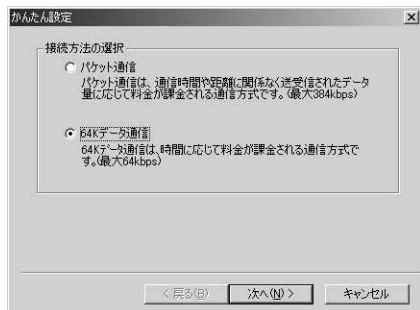 かんたん設定
接続方法の選択
パケット通信
パケット通信は、通信時間や距離に関係なく送受信されたデータ
量に応じて料金が課金される通信方式です。(最大384kbps)
64Kデータ通信
64Kデータ通信は、時間に応じて料金が課金される通信方式で
す。(最大64kbps)
< 戻る(B)
次へ(N) >
キャンセル